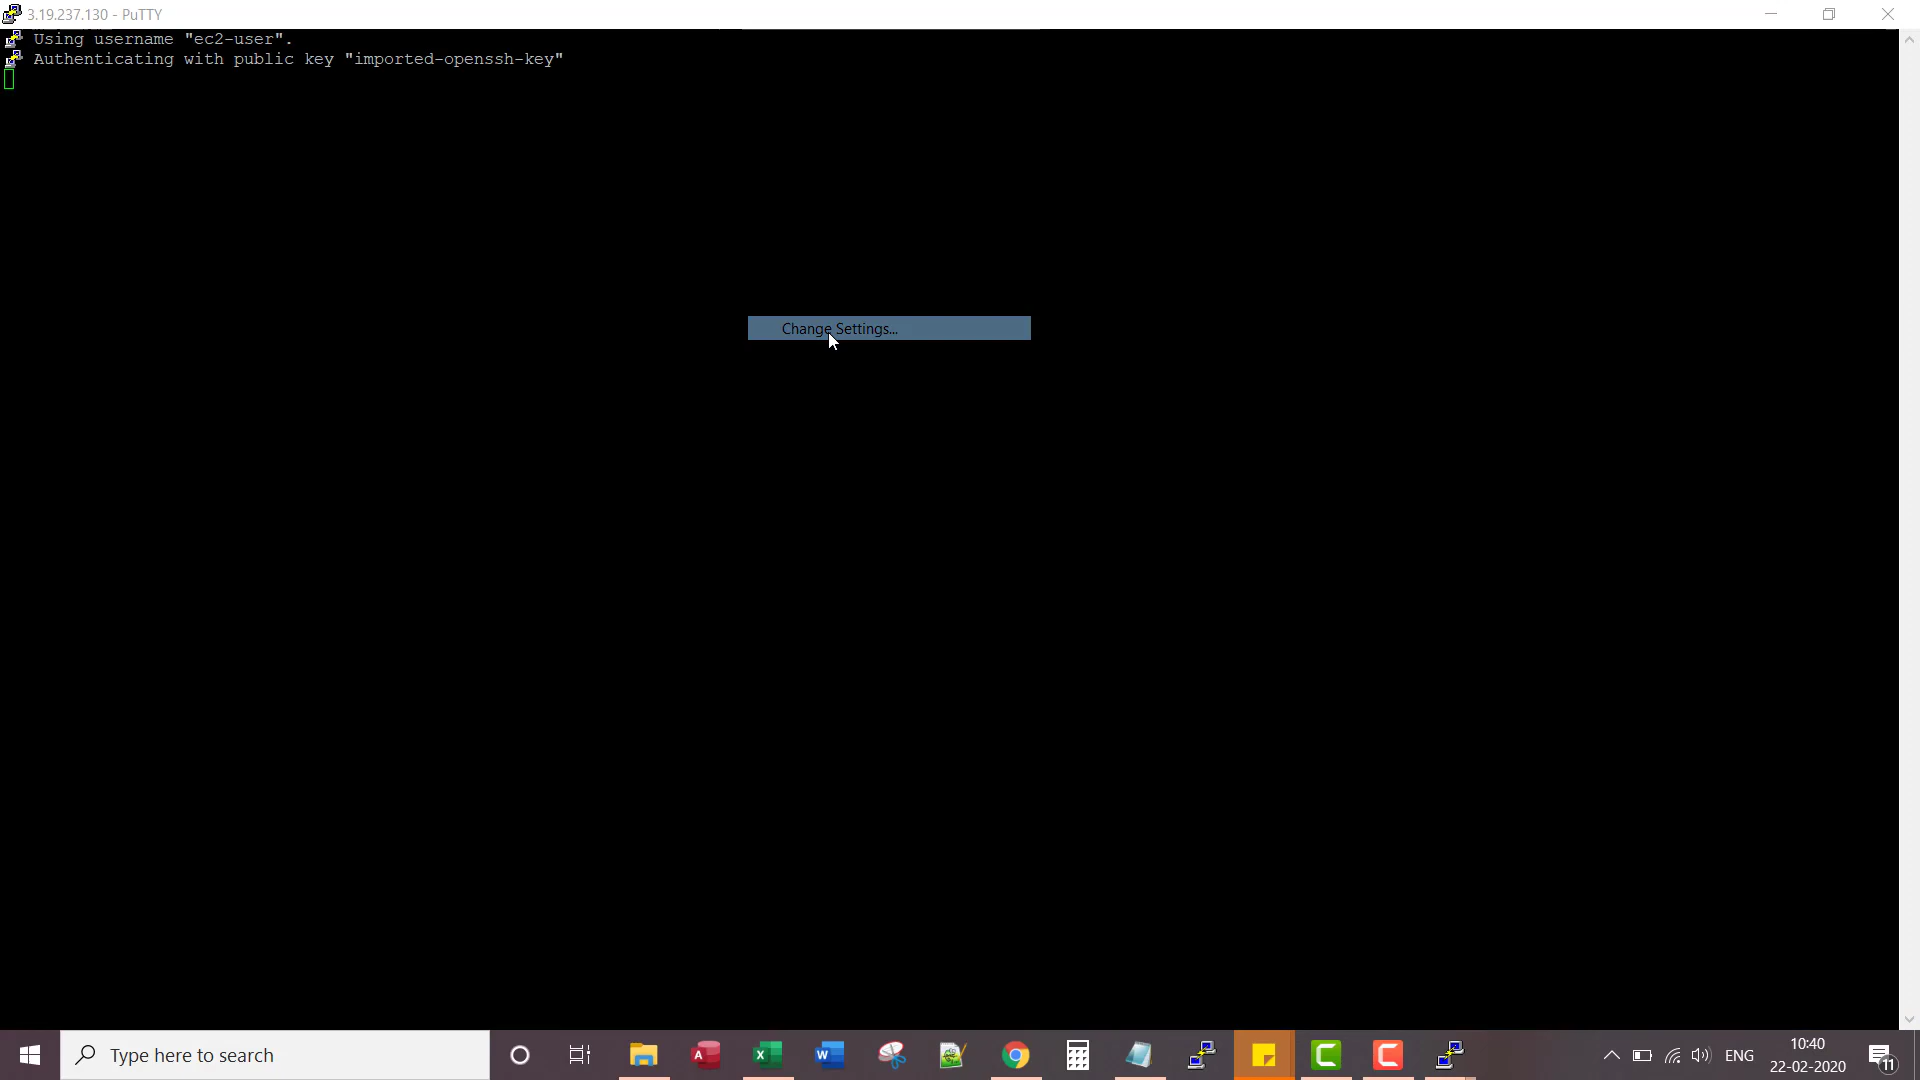 3.19.237.130 - PuTTY
Using username "ec2-user".
Authenticating with public key "imported-openssh-key"
Change Settings...
Type here to search
ENG
10:40
22-02-2020
11